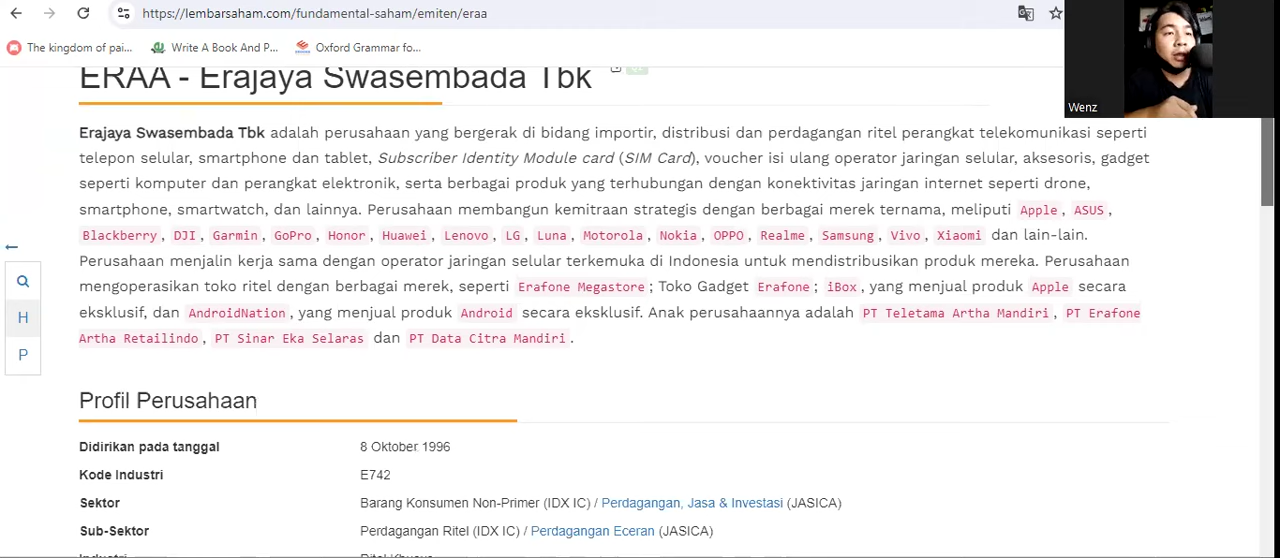 https://lembarsaham.com/fundamental-saham/emiten/eraa
The kingdom of pai...
Write A Book And P...
Oxford Grammar fo...
Wenz
ERAA - Erajaya Swasembada Tbk
Erajaya Swasembada Tbk adalah perusahaan yang bergerak di bidang importir, distribusi dan perdagangan ritel perangkat telekomunikasi seperti
telepon selular, smartphone dan tablet, Subscriber Identity Module card (SIM Card), voucher isi ulang operator jaringan selular, aksesoris, gadget
seperti komputer dan perangkat elektronik, serta berbagai produk yang terhubungan dengan konektivitas jaringan internet seperti drone,
smartphone, smartwatch, dan lainnya. Perusahaan membangun kemitraan strategis dengan berbagai merek ternama, meliputi Apple, ASUS,
Blackberry, DJI, Garmin, GoPro, Honor, Huawei, Lenovo, LG, Luna, Motorola, Nokia, OPPO, Realme, Samsung, Vivo, Xiaomi dan lain-lain.
Perusahaan menjalin kerja sama dengan operator jaringan selular terkemuka di Indonesia untuk mendistribusikan produk mereka. Perusahaan
mengoperasikan toko ritel dengan berbagai merek, seperti Erafone Megastore; Toko Gadget Erafone; iBox, yang menjual produk Apple secara
eksklusif, dan AndroidNation, yang menjual produk Android secara eksklusif. Anak perusahaannya adalah PT Teletama Artha Mandiri, PT Erafone
Artha Retailindo, PT Sinar Eka Selaras dan PT Data Citra Mandiri.
H
P
Profil Perusahaan
Didirikan pada tanggal 8 Oktober 1996
Kode Industri E742
Sektor Barang Konsumen Non-Primer (IDX IC) / Perdagangan, Jasa & Investasi (JASICA)
Sub-Sektor Perdagangan Ritel (IDX IC) / Perdagangan Eceran (JASICA)